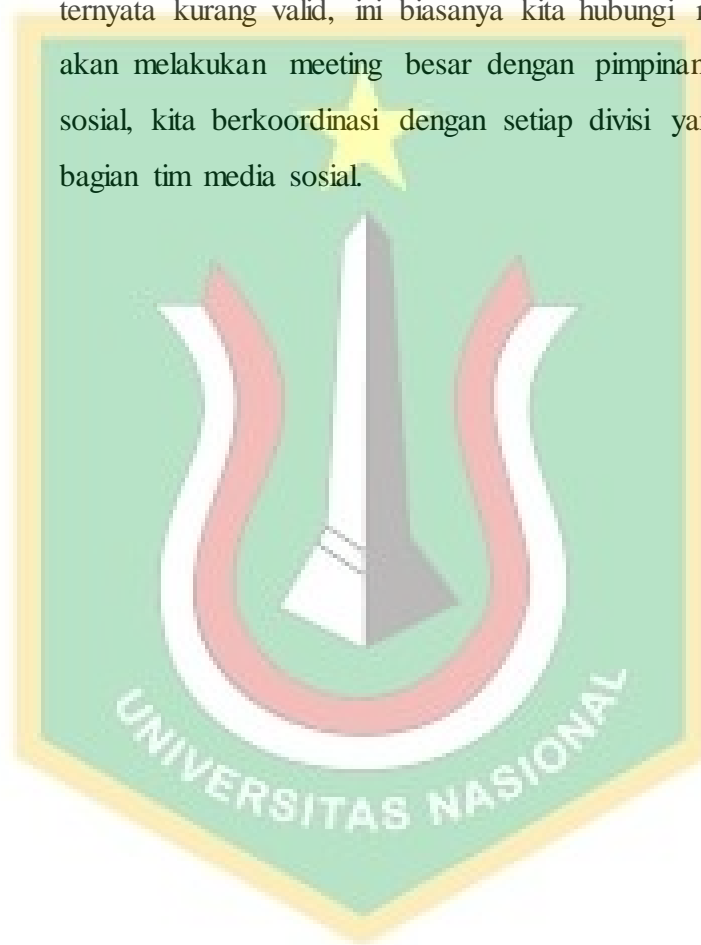 ternyata kurang valid, ini biasanya kita hubungi
akan melakukan meeting besar dengan pimpinan
sosial, kita berkoordinasi dengan setiap divisi
bagian tim media sosial.
UNIVERSITAS NASIONAL